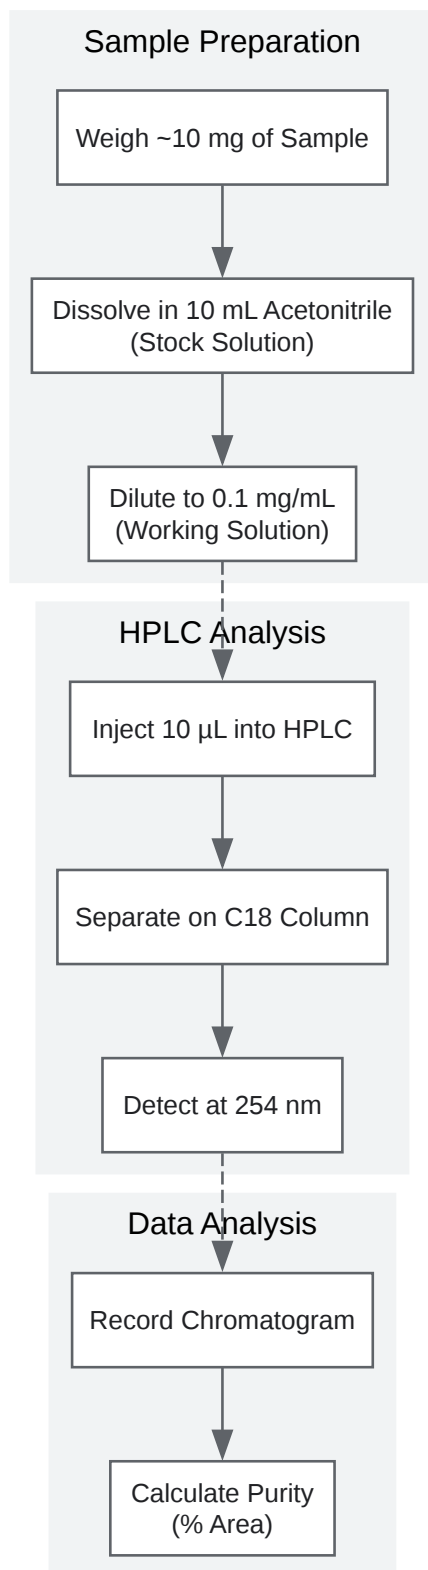 Sample Preparation
Weigh ~10 mg of Sample
Dissolve in 10 mL Acetonitrile
(Stock Solution)
Dilute to 0.1 mg/mL
(Working Solution)
HPLC Analysis
Inject 10 µL into HPLC
Separate on C18 Column
Detect at 254 nm
Data Analysis
Record Chromatogram
Calculate Purity
(% Area)